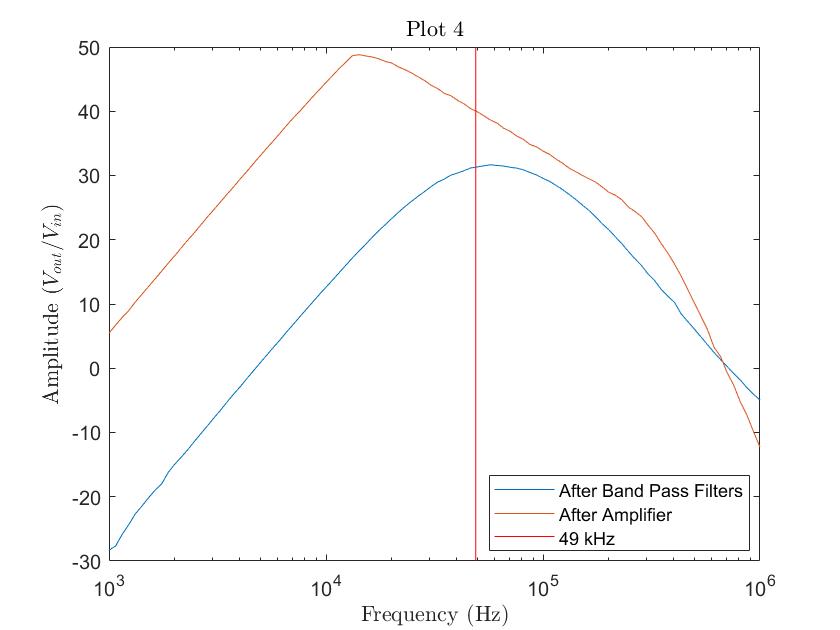 Plot 4
50
40
30
20
10
0
-10
-20
-30
Amplitude (V_out/V_in)
10^3
10^4
10^5
10^6
Frequency (Hz)
After Band Pass Filters
After Amplifier
49 kHz